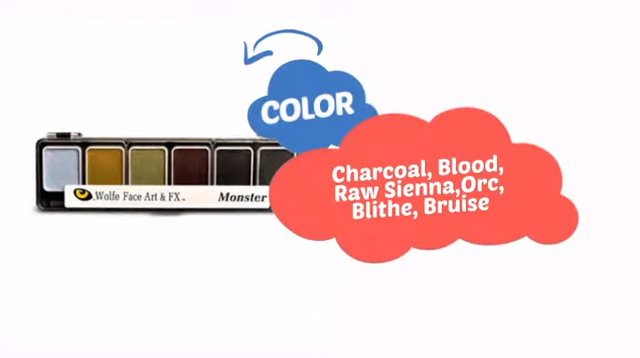 COLOR
Charcoal, Blood,
Raw Sienna,Orc,
Blithe, Bruise
Wolfe Face Art & FX
Monster